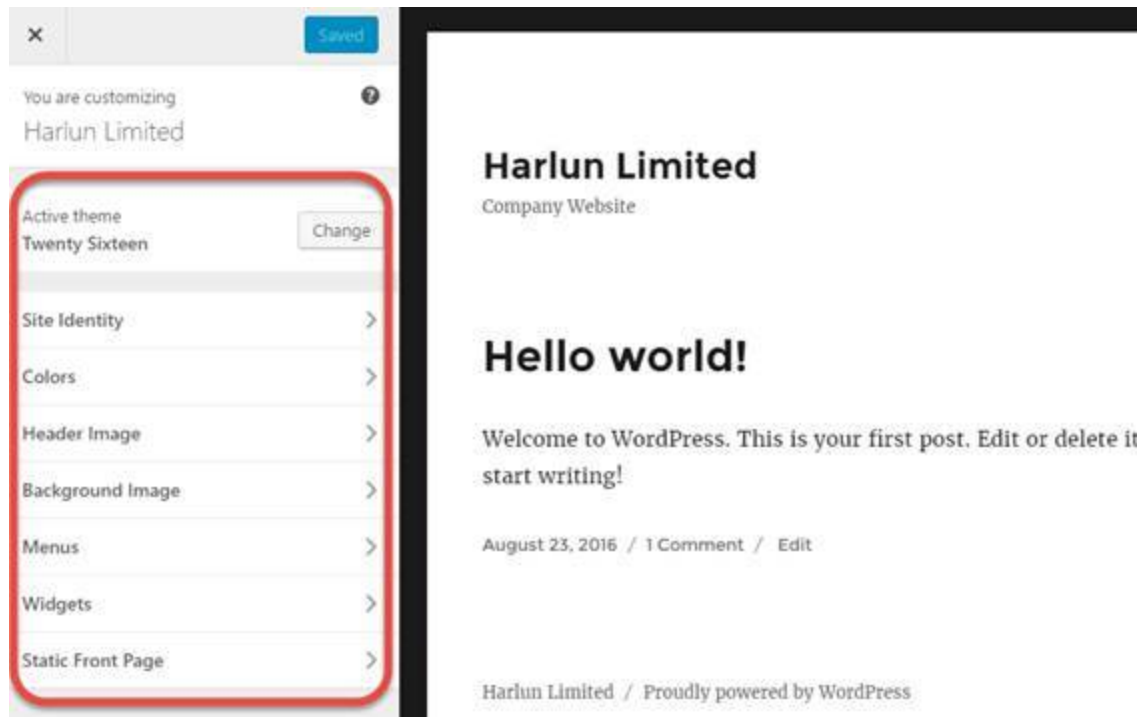 Saved
You are customizing
Harlun Limited
Active theme
Twenty Sixteen
Change
Site Identity
Colors
Header Image
Background Image
Menus
Widgets
Static Front Page
Harlun Limited
Company Website
Hello world!
Welcome to WordPress. This is your first post. Edit or delete it
start writing!
August 23, 2016 / 1 Comment / Edit
Harlun Limited / Proudly powered by WordPress